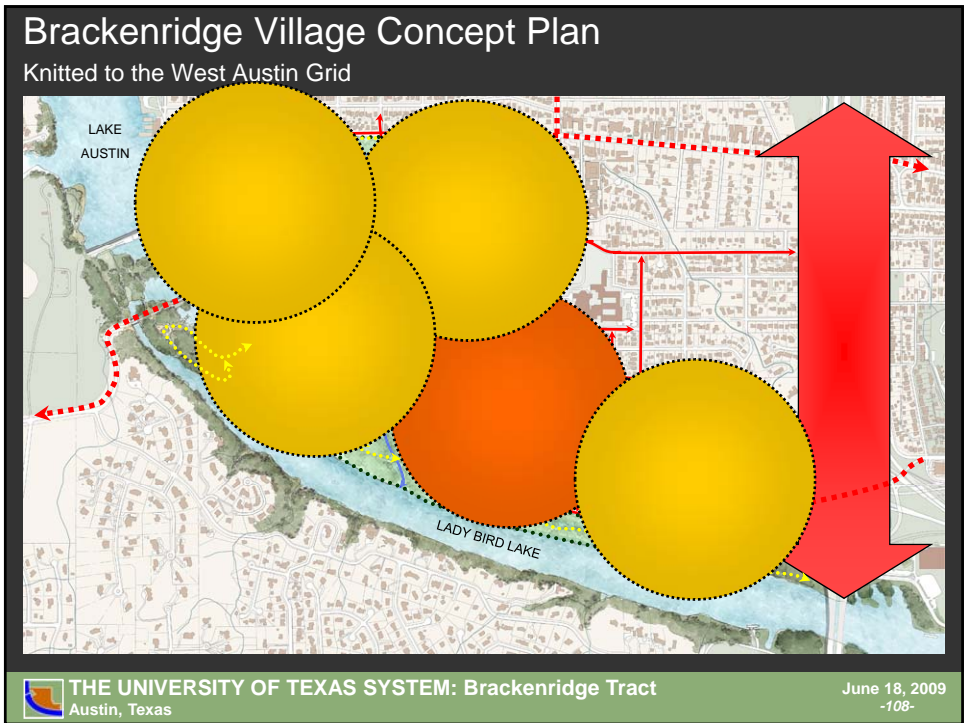 Brackenridge Village Concept Plan
Knitted to the West Austin Grid
LAKE
AUSTIN
LADY BIRD LAKE
THE UNIVERSITY OF TEXAS SYSTEM: Brackenridge Tract
Austin, Texas
June 18, 2009
-108-